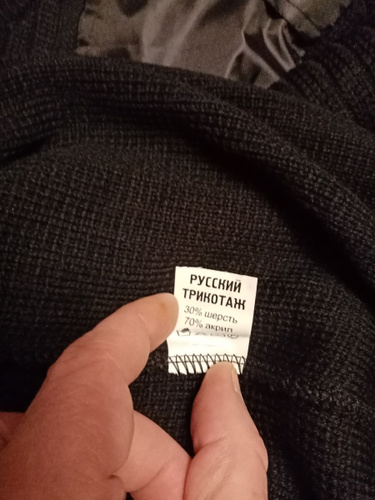 РУССКИЙ
ТРИКОТАЖ
30% шерсть
70% акрил